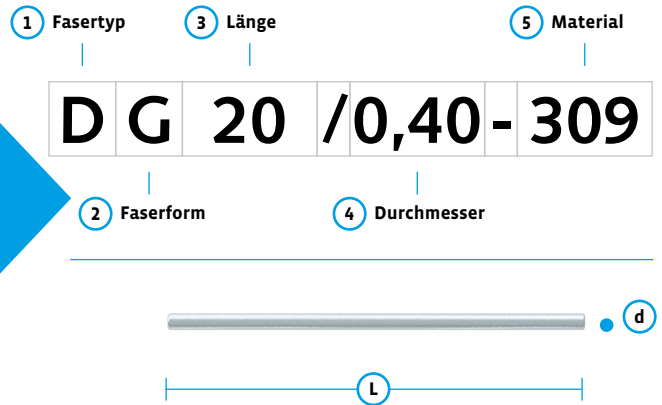 1 Fasertyp 3 Länge 5 Material
D G 20 /0,40 - 309
2 Faserform 4 Durchmesser
d
L